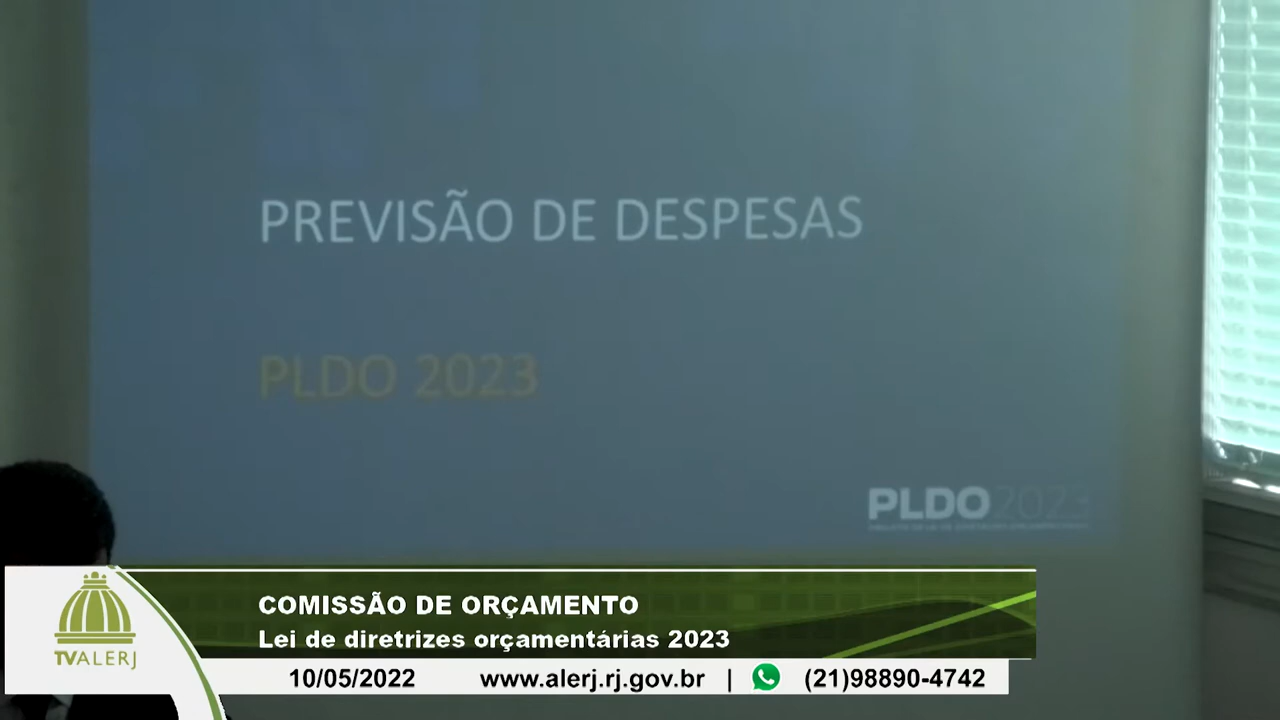 PREVISÃO DE DESPESAS
PLDO 2023
PLDO2023
COMISSÃO DE ORÇAMENTO
Lei de diretrizes orçamentárias 2023
TVALERJ
10/05/2022 www.alerj.rj.gov.br | (21)98890-4742